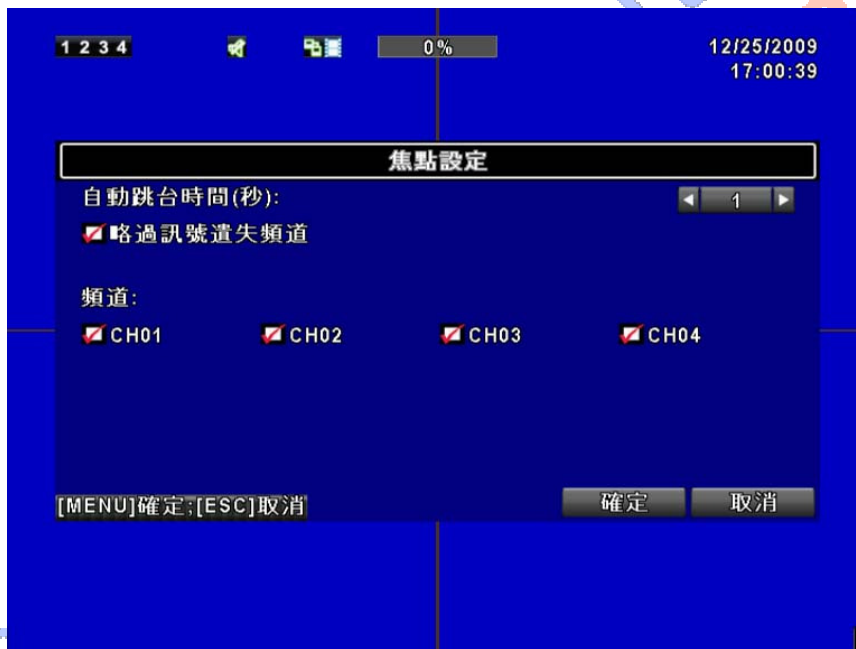 1 2 3 4 0% 12/25/2009
17:00:39
焦點設定
自動跳台時間(秒): 1
略過訊號遺失頻道
頻道:
CH01 CH02 CH03 CH04
[MENU]確定;[ESC]取消 確定 取消